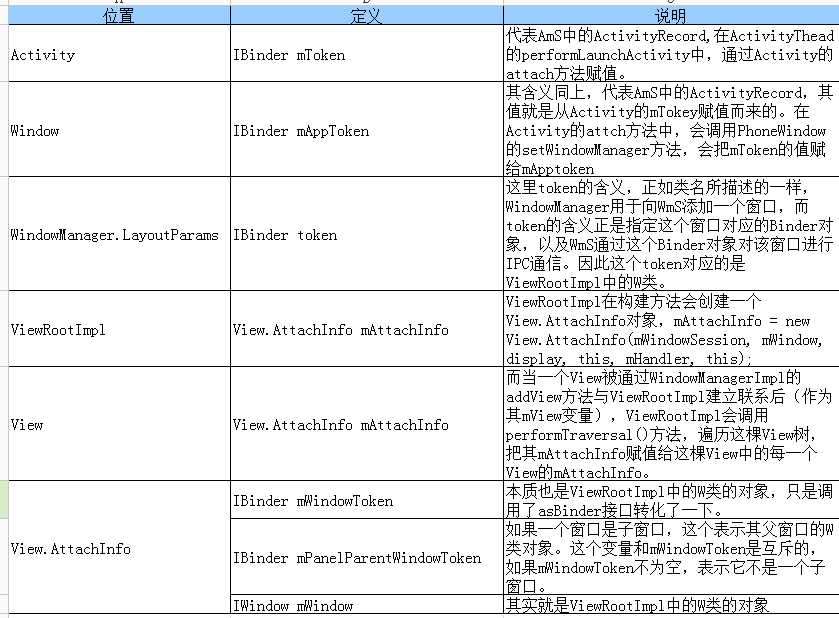 位置 定义 说明
Activity
IBinder mToken
代表AmS中的ActivityRecord,在ActivityThead
的performLaunchActivity中，通过Activity的
attach方法赋值。
Window
IBinder mAppToken
其含义同上，代表AmS中的ActivityRecord，其
值就是从Activity的mTokey赋值而来的。在
Activity的attch方法中，会调用PhoneWindow
的setWindowManager方法，会把mToken的值赋
给mApptoken
WindowManager.LayoutParams
IBinder token
这里token的含义，正如类名所描述的一样，
WindowManager用于向WmS添加一个窗口，而
token的含义正是指定这个窗口对应的Binder对
象，以及WmS通过这个Binder对象对该窗口进行
IPC通信。因此这个token对应的是
ViewRootImpl中的W类。
ViewRootImpl
View.AttachInfo mAttachInfo
ViewRootImpl在构建方法会创建一个
View.AttachInfo对象，mAttachInfo = new
View.AttachInfo(mWindowSession, mWindow,
display, this, mHandler, this);
View
View.AttachInfo mAttachInfo
而当一个View被通过WindowManagerImpl的
addView方法与ViewRootImpl建立联系后（作为
其mView变量），ViewRootImpl会调用
performTraversal()方法，遍历这棵View树，
把其mAttachInfo赋值给这棵View中的每一个
View的mAttachInfo。
View.AttachInfo
IBinder mWindowToken
本质也是ViewRootImpl中的W类的对象，只是调
用了asBinder接口转化了一下。
IBinder mPanelParentWindowToken
如果一个窗口是子窗口，这个表示其父窗口的W
类对象。这个变量和mWindowToken是互斥的，
如果mWindowToken不为空，表示它不是一个子
窗口。
IWindow mWindow
其实就是ViewRootImpl中的W类的对象